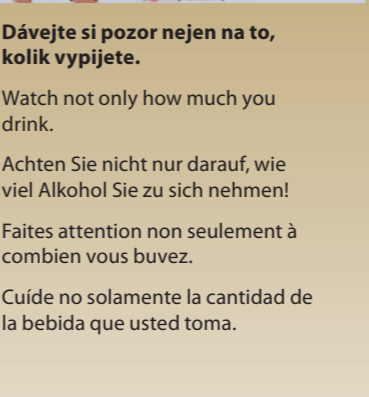 Dávejte si pozor nejen na to,
kolik vypijete.
Watch not only how much you
drink.
Achten Sie nicht nur darauf, wie
viel Alkohol Sie zu sich nehmen!
Faites attention non seulement à
combien vous buvez.
Cuíde no solamente la cantidad de
la bebida que usted toma.